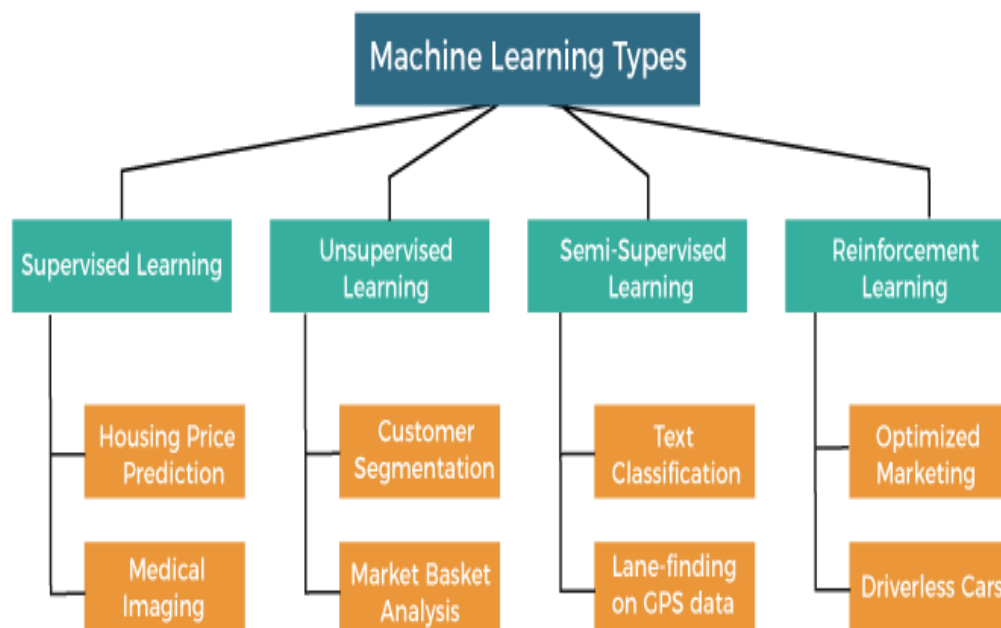 Machine Learning Types
Supervised Learning
Unsupervised
Learning
Semi-Supervised
Learning
Reinforcement
Learning
Housing Price
Prediction
Customer
Segmentation
Text
Classification
Optimized
Marketing
Medical
Imaging
Market Basket
Analysis
Lane-finding
on GPS data
Driverless Cars